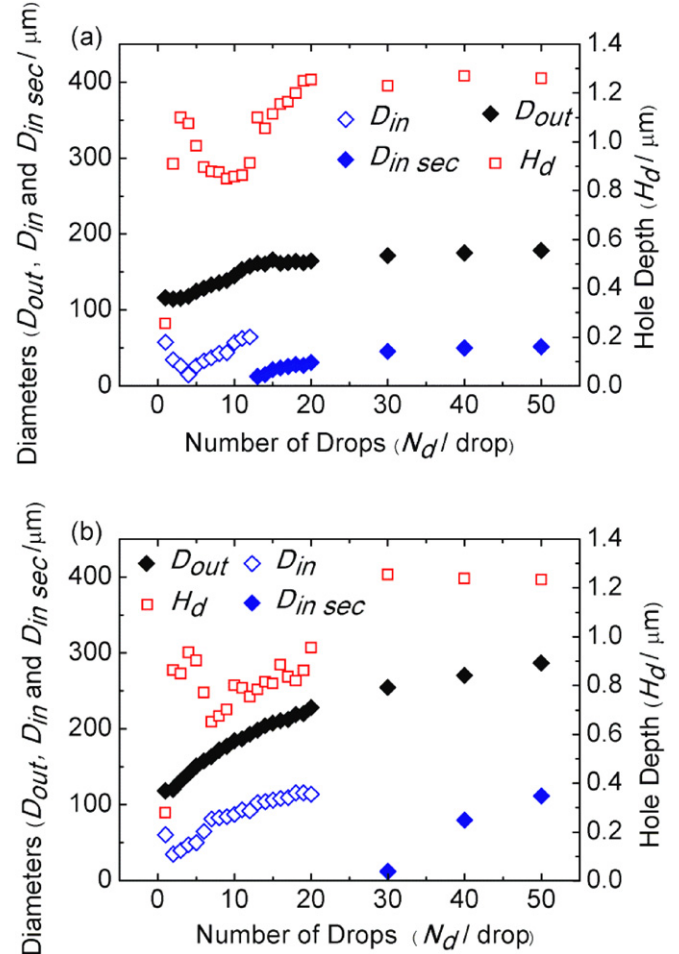 (a)
Diameters (D_out, D_in and D_in sec / μm)
400
300
200
100
0
D_in
D_out
D_in sec
H_d
1.4
1.2
1.0
0.8
0.6
0.4
0.2
0.0
Hole Depth (H_d / μm)
0 10 20 30 40 50
Number of Drops (N_d / drop)
(b)
Diameters (D_out, D_in and D_in sec /μm)
400
300
200
100
0
D_out
D_in
H_d
D_in sec
1.4
1.2
1.0
0.8
0.6
0.4
0.2
0.0
Hole Depth (H_d / μm)
0 10 20 30 40 50
Number of Drops (N_d / drop)